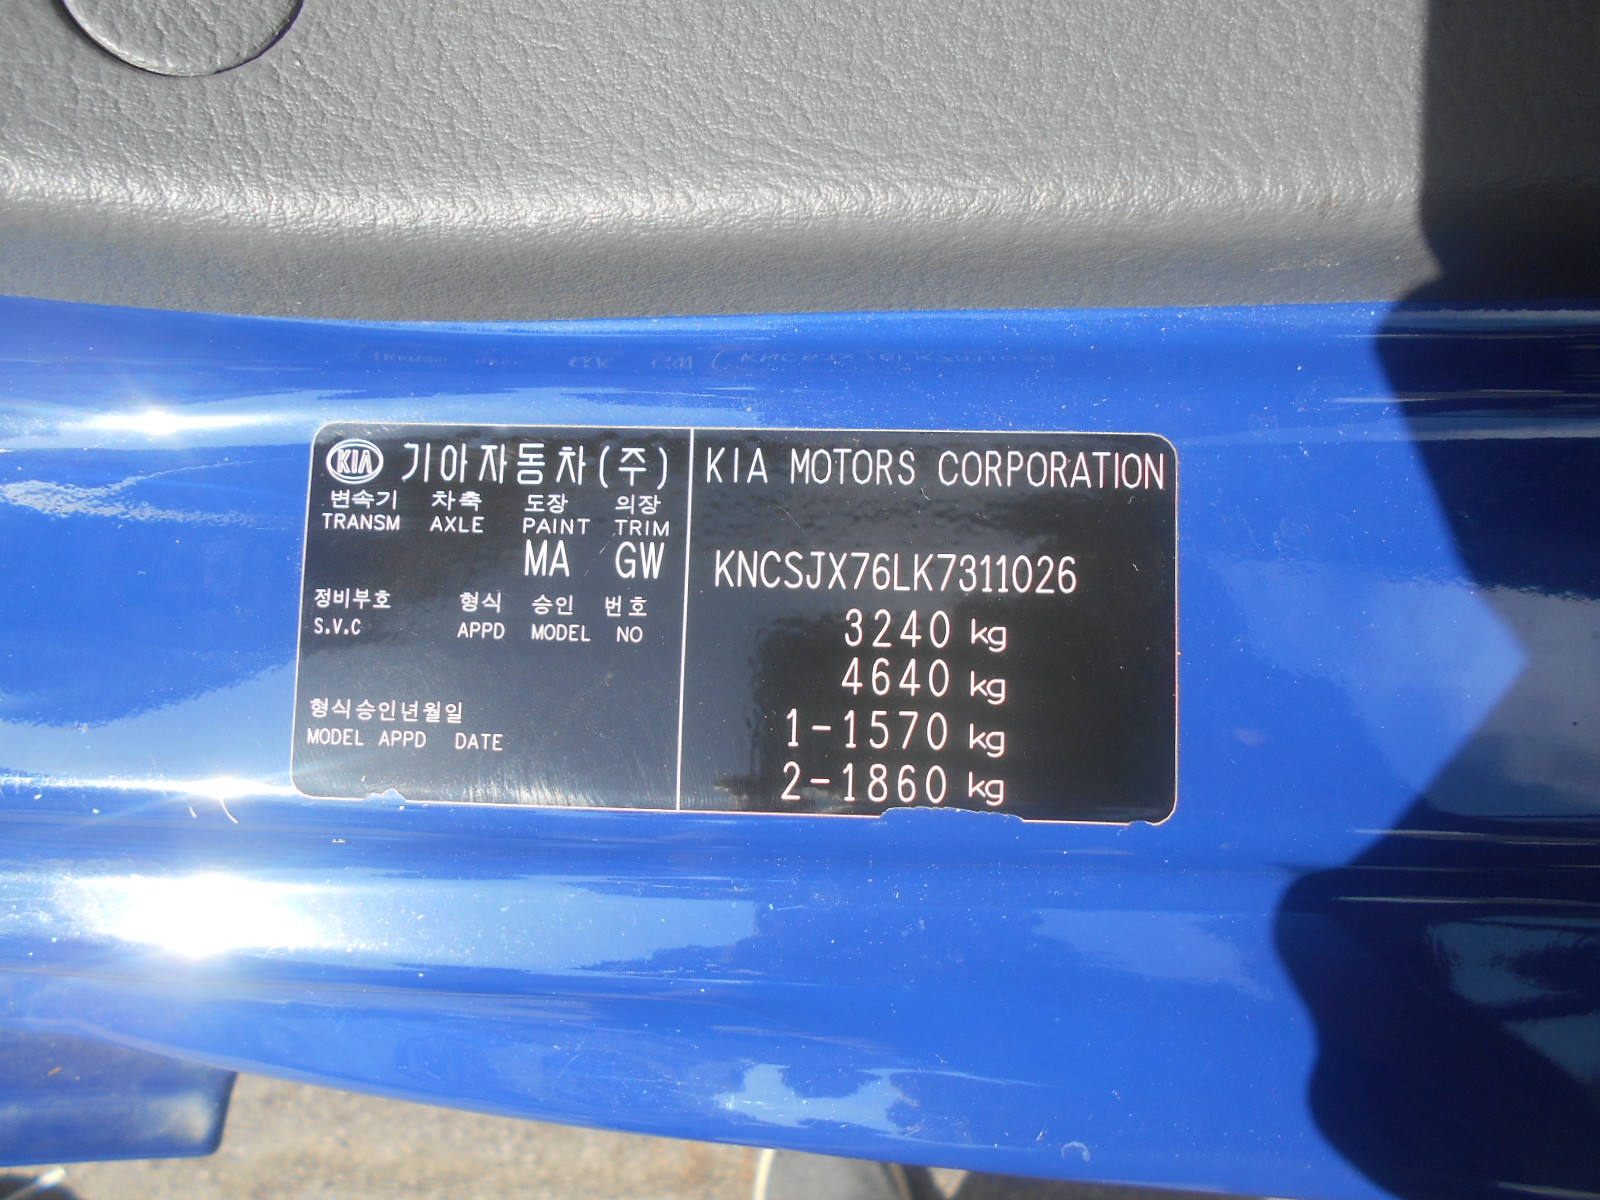 KIA 기아자동차(주)
변속기 차축 도장 의장
TRANSM AXLE PAINT TRIM
MA GW
정비부호 형식 승인 번호
S.V.C APPD MODEL NO
형식승인년월일
MODEL APPD DATE
KIA MOTORS CORPORATION
KNCSJX76LK7311026
3240 kg
4640 kg
1-1570 kg
2-1860 kg